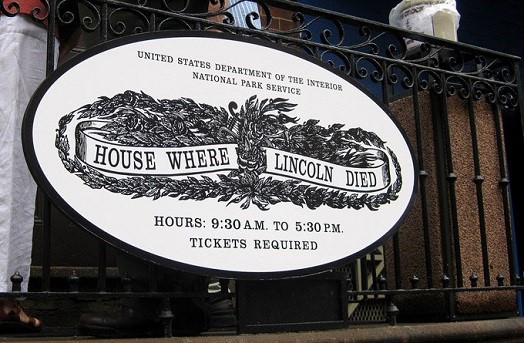 UNITED STATES DEPARTMENT OF THE INTERIOR
NATIONAL PARK SERVICE
HOUSE WHERE LINCOLN DIED
HOURS: 9:30 A.M. TO 5:30 P.M.
TICKETS REQUIRED